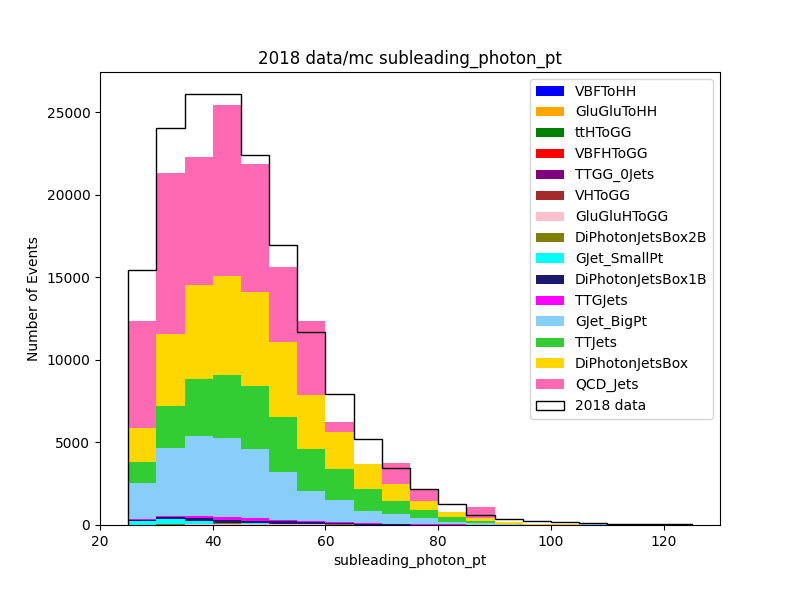 2018 data/mc subleading_photon_pt
Number of Events
25000
20000
15000
10000
5000
0
20
40
60
80
100
120
subleading_photon_pt
VBFToHH
GluGluToHH
ttHToGG
VBFHToGG
TTGG_0Jets
VHToGG
GluGluHToGG
DiPhotonJetsBox2B
GJet_SmallPt
DiPhotonJetsBox1B
TTGJets
GJet_BigPt
TTJets
DiPhotonJetsBox
QCD_Jets
2018 data